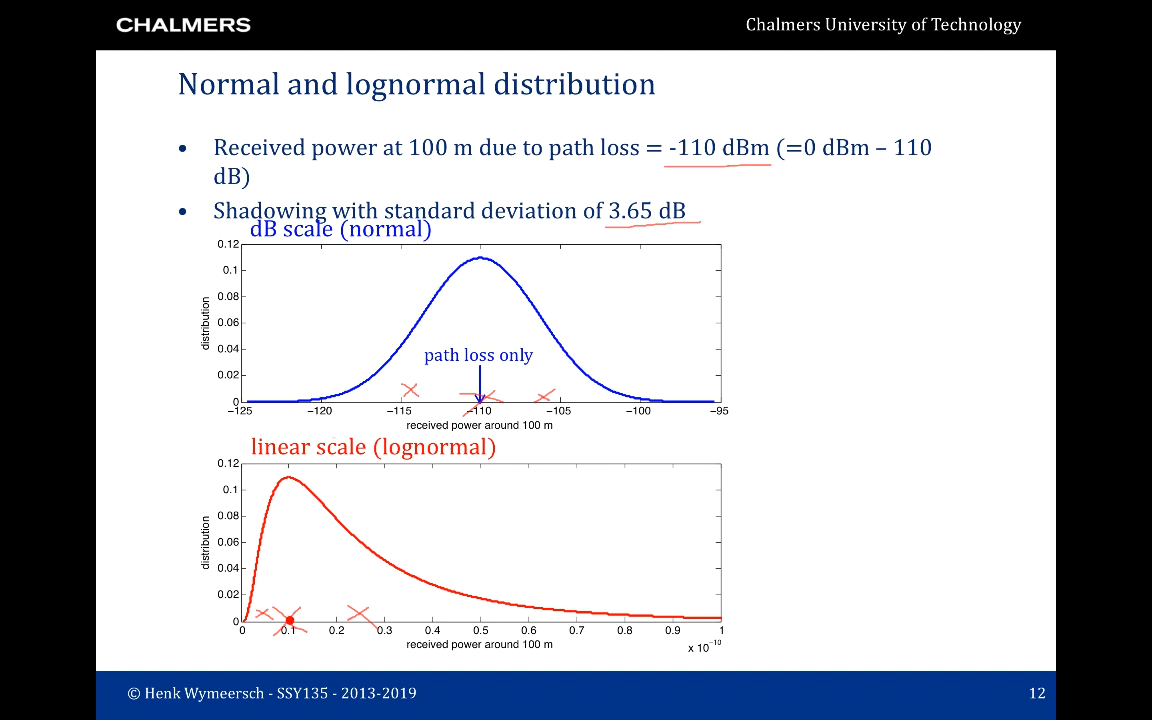 CHALMERS
Chalmers University of Technology
Normal and lognormal distribution
• Received power at 100 m due to path loss = -110 dBm (=0 dBm – 110
dB)
• Shadowing with standard deviation of 3.65 dB
dB scale (normal)
0.12
0.1
0.08
0.06
0.04
0.02
0
distribution
path loss only
−125 −120 −115 −110 −105 −100 −95
received power around 100 m
linear scale (lognormal)
0.12
0.1
0.08
0.06
0.04
0.02
0
distribution
0 0.1 0.2 0.3 0.4 0.5 0.6 0.7 0.8 0.9 1
received power around 100 m
x 10⁻¹⁰
© Henk Wymeersch - SSY135 - 2013-2019
12